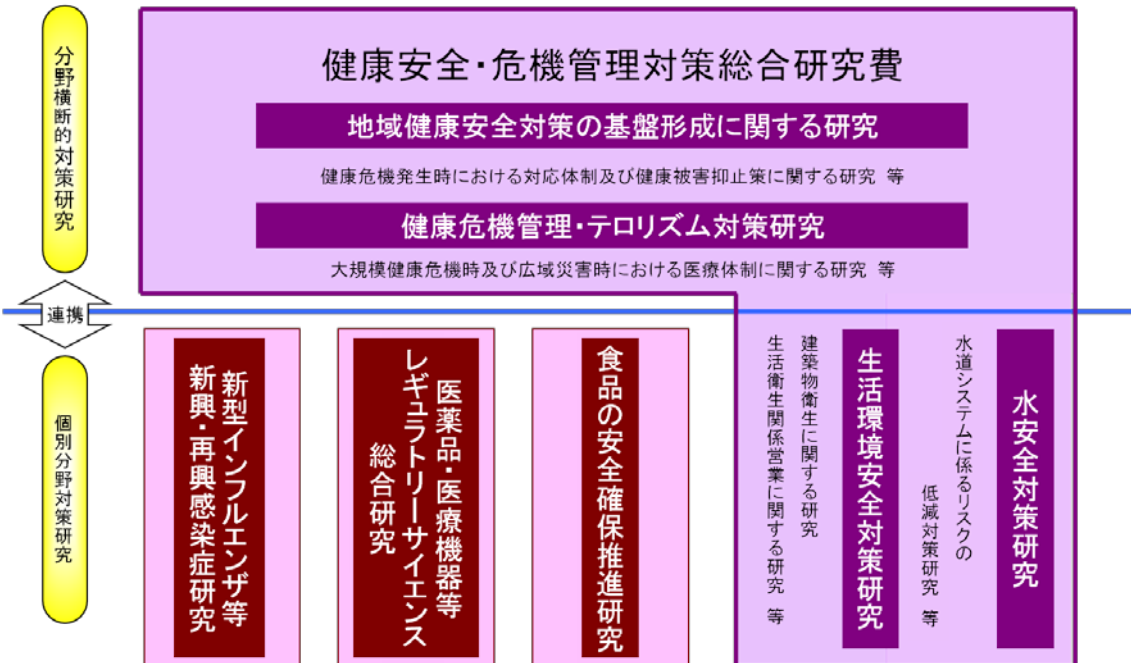 分野横断的対策研究
健康安全・危機管理対策総合研究費
地域健康安全対策の基盤形成に関する研究
健康危機発生時における対応体制及び健康被害抑止策に関する研究 等
健康危機管理・テロリズム対策研究
大規模健康危機時及び広域災害時における医療体制に関する研究 等
連携
個別分野対策研究
新型インフルエンザ等
新興・再興感染症研究
医薬品・医療機器等
レギュラトリーサイエンス
総合研究
食品の安全確保推進研究
生活環境安全対策研究
建築物衛生に関する研究
生活衛生関係営業に関する研究 等
水安全対策研究
水道システムに係るリスクの
低減対策研究 等